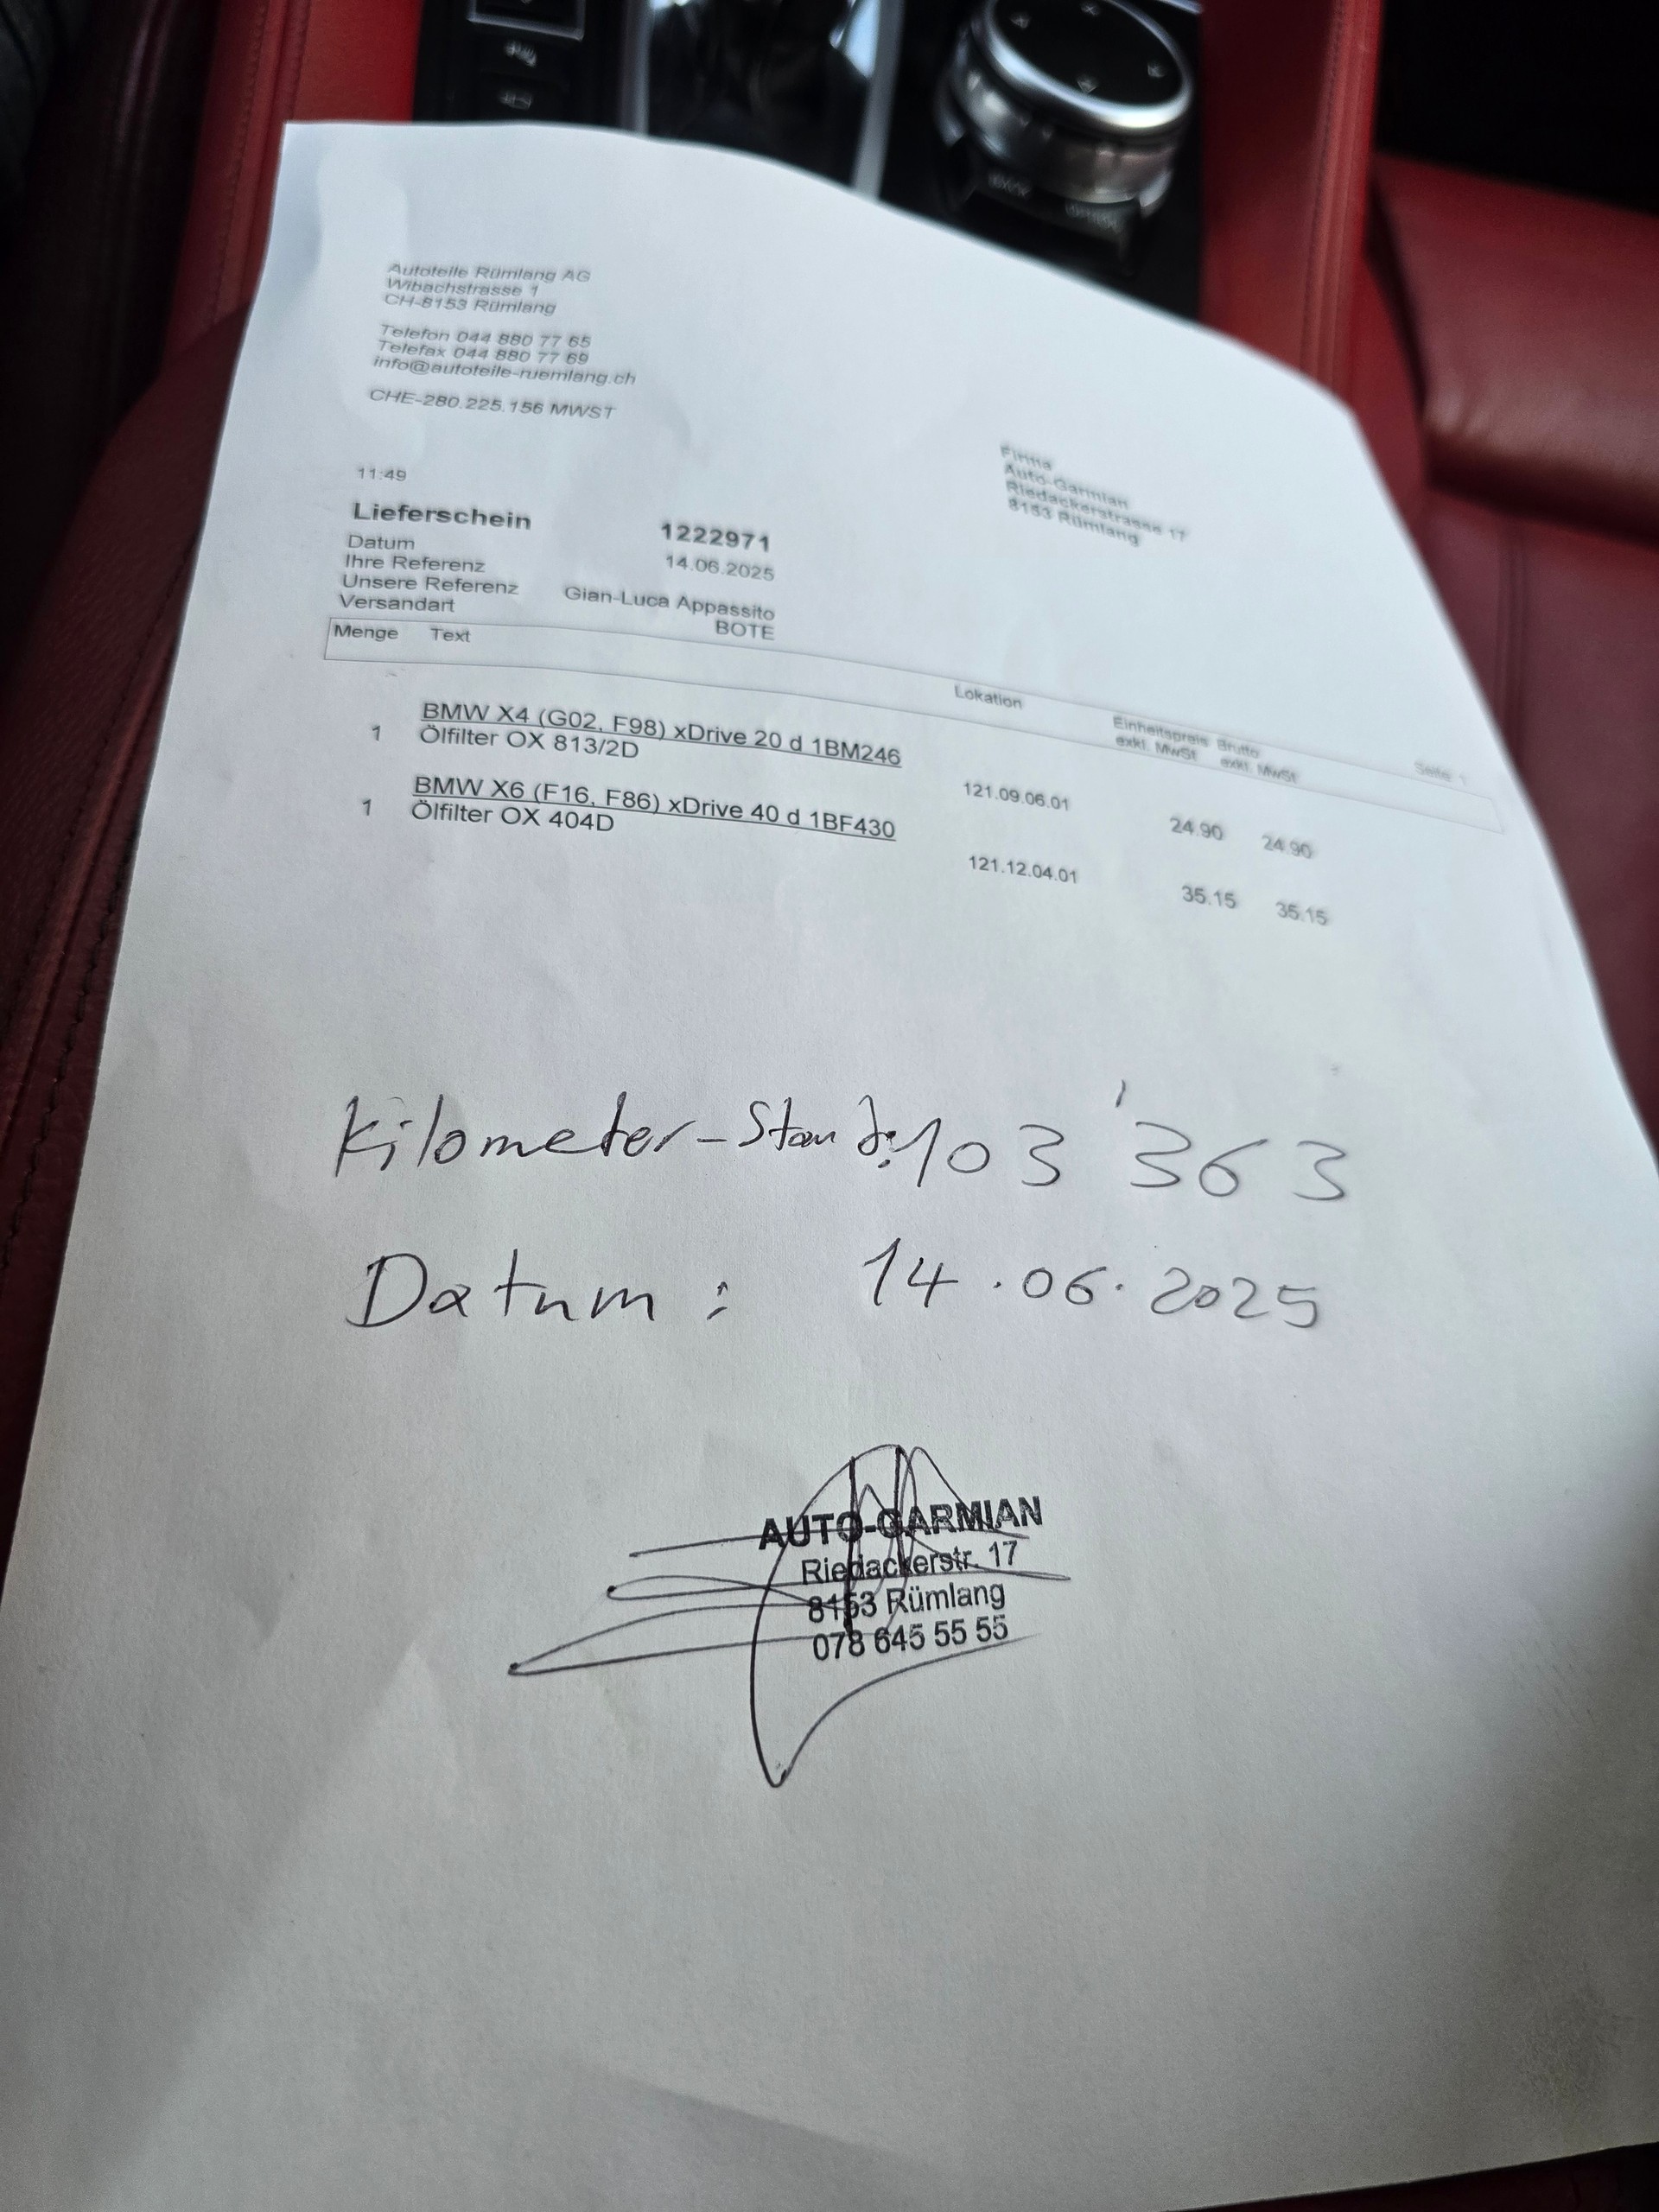 Autoteile Rümlang AG
Wibachstrasse 1
CH-8153 Rümlang
Telefon 044 880 77 65
Telefax 044 880 77 69
info@autoteile-ruemlang.ch
CHE-280.225.156 MWST
Firma
Auto-Garmian
Riedackerstrasse 17
8153 Rümlang
11:49
Lieferschein 1222971
Datum 14.06.2025
Ihre Referenz
Unsere Referenz Gian-Luca Appassito
Versandart BOTE
Seite 1
Menge Text Lokation Einheitspreis Brutto
exkl. MwSt exkl. MwSt
BMW X4 (G02, F98) xDrive 20 d 1BM246
1 Ölfilter OX 813/2D 121.09.06.01 24.90 24.90
BMW X6 (F16, F86) xDrive 40 d 1BF430
1 Ölfilter OX 404D 121.12.04.01 35.15 35.15
Kilometer-Stand: 103'363
Datum: 14.06.2025
AUTO-GARMIAN
Riedackerstr. 17
8153 Rümlang
078 645 55 55